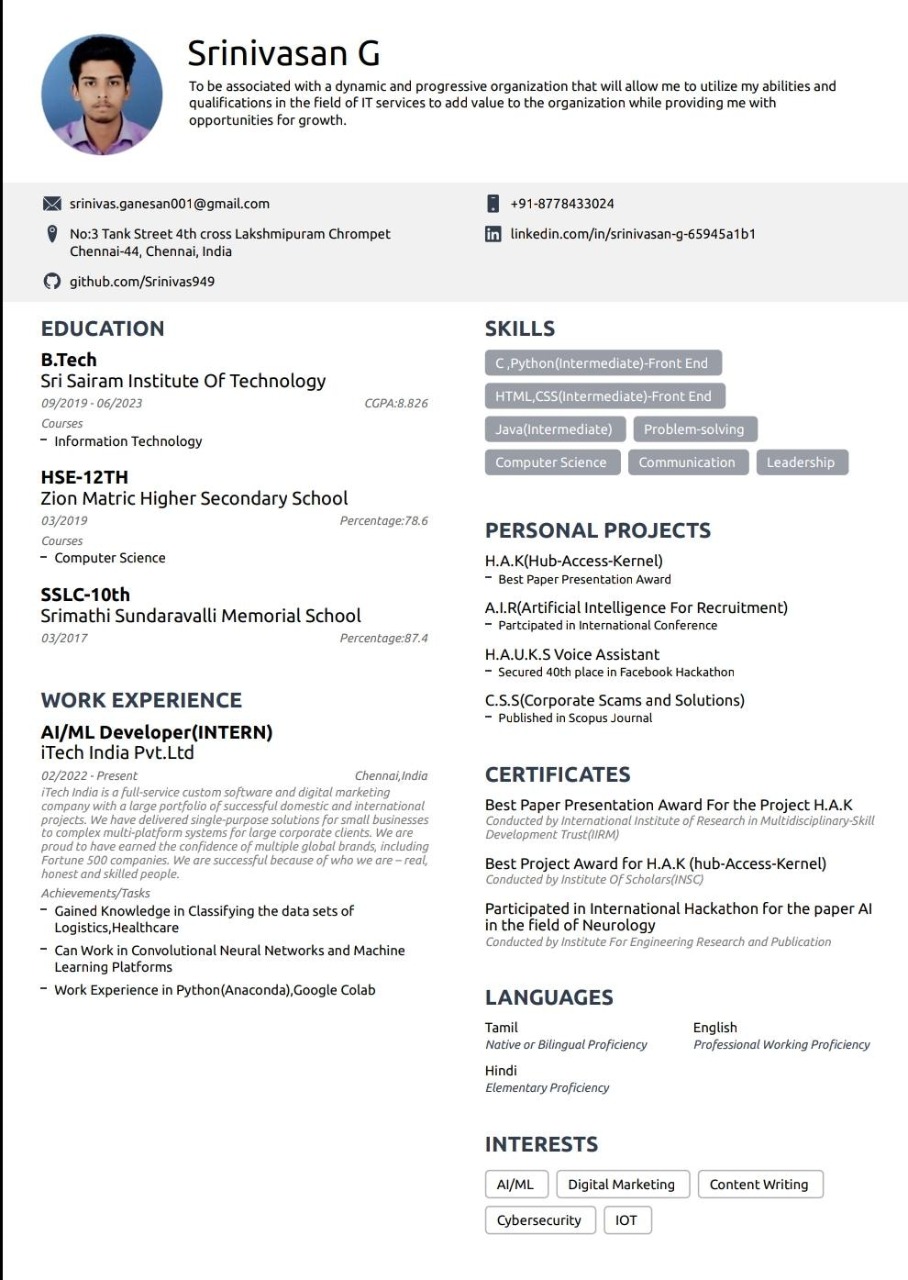 Srinivasan G
To be associated with a dynamic and progressive organization that will allow me to utilize my abilities and
qualifications in the field of IT services to add value to the organization while providing me with
opportunities for growth.
srinivas.ganesan001@gmail.com
+91-8778433024
No:3 Tank Street 4th cross Lakshmipuram Chrompet
Chennai-44, Chennai, India
linkedin.com/in/srinivasan-g-65945a1b1
github.com/Srinivas949
EDUCATION
B.Tech
Sri Sairam Institute Of Technology
09/2019 - 06/2023 CGPA:8.826
Courses
– Information Technology
HSE-12TH
Zion Matric Higher Secondary School
03/2019 Percentage:78.6
Courses
– Computer Science
SSLC-10th
Srimathi Sundaravalli Memorial School
03/2017 Percentage:87.4
WORK EXPERIENCE
AI/ML Developer(INTERN)
iTech India Pvt.Ltd
02/2022 - Present Chennai,India
iTech India is a full-service custom software and digital marketing
company with a large portfolio of successful domestic and international
projects. We have delivered single-purpose solutions for small businesses
to complex multi-platform systems for large corporate clients. We are
proud to have earned the confidence of multiple global brands, including
Fortune 500 companies. We are successful because of who we are – real,
honest and skilled people.
Achievements/Tasks
– Gained Knowledge in Classifying the data sets of
Logistics,Healthcare
– Can Work in Convolutional Neural Networks and Machine
Learning Platforms
– Work Experience in Python(Anaconda),Google Colab
SKILLS
C ,Python(Intermediate)-Front End
HTML,CSS(Intermediate)-Front End
Java(Intermediate) Problem-solving
Computer Science Communication Leadership
PERSONAL PROJECTS
H.A.K(Hub-Access-Kernel)
– Best Paper Presentation Award
A.I.R(Artificial Intelligence For Recruitment)
– Partcipated in International Conference
H.A.U.K.S Voice Assistant
– Secured 40th place in Facebook Hackathon
C.S.S(Corporate Scams and Solutions)
– Published in Scopus Journal
CERTIFICATES
Best Paper Presentation Award For the Project H.A.K
Conducted by International Institute of Research in Multidisciplinary-Skill
Development Trust(IIRM)
Best Project Award for H.A.K (hub-Access-Kernel)
Conducted by Institute Of Scholars(INSC)
Participated in International Hackathon for the paper AI
in the field of Neurology
Conducted by Institute For Engineering Research and Publication
LANGUAGES
Tamil English
Native or Bilingual Proficiency Professional Working Proficiency
Hindi
Elementary Proficiency
INTERESTS
AI/ML Digital Marketing Content Writing
Cybersecurity IOT